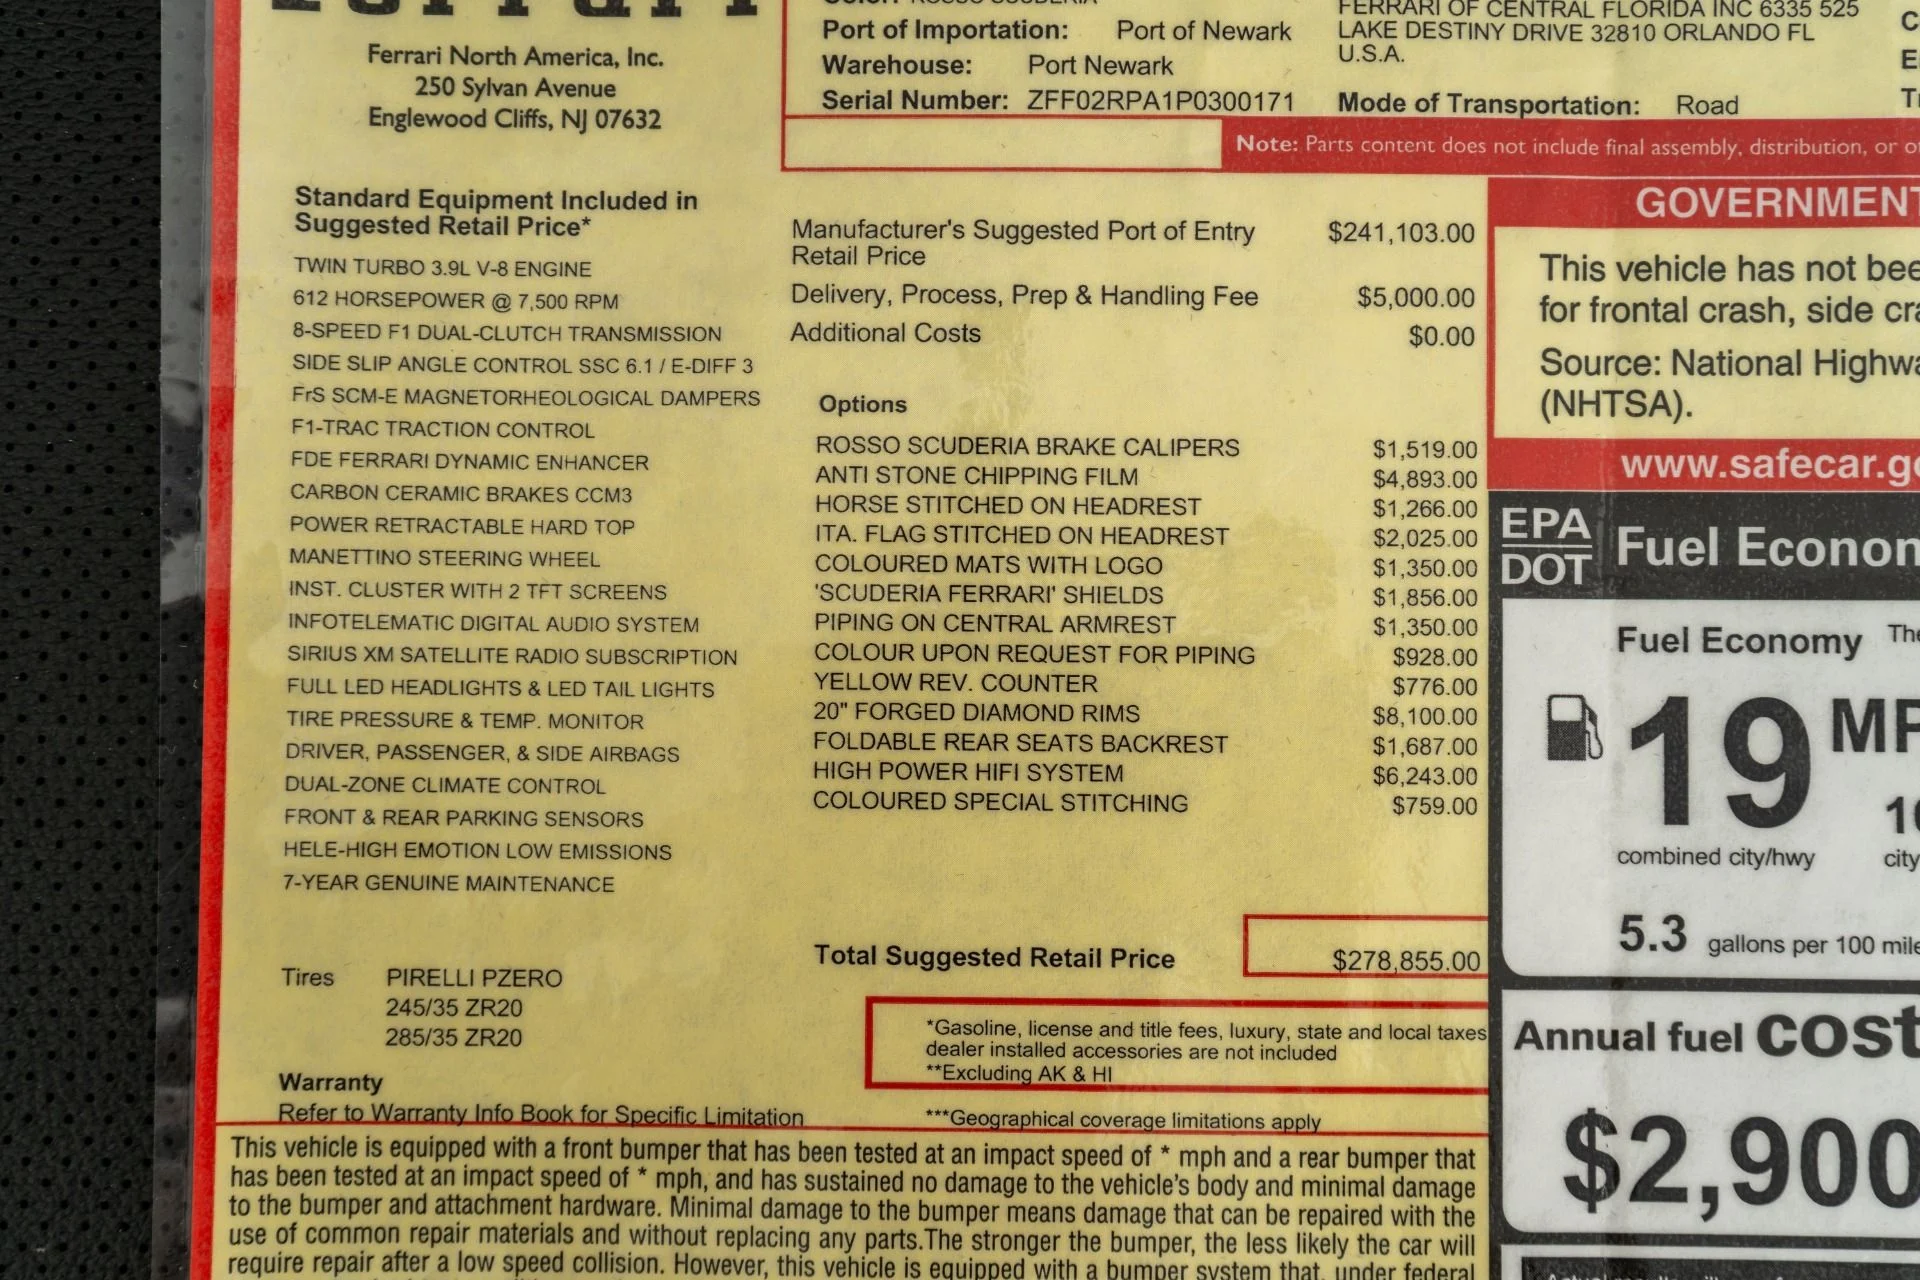 Ferrari
Ferrari North America, Inc.
250 Sylvan Avenue
Englewood Cliffs, NJ 07632
Color: ROSSO SCUDERIA
Port of Importation: Port of Newark
Warehouse: Port Newark
Serial Number: ZFF02RPA1P0300171
FERRARI OF CENTRAL FLORIDA INC 6335 525
LAKE DESTINY DRIVE 32810 ORLANDO FL
U.S.A.
Mode of Transportation: Road
Note: Parts content does not include final assembly, distribution, or
Standard Equipment Included in
Suggested Retail Price*
TWIN TURBO 3.9L V-8 ENGINE
612 HORSEPOWER @ 7,500 RPM
8-SPEED F1 DUAL-CLUTCH TRANSMISSION
SIDE SLIP ANGLE CONTROL SSC 6.1 / E-DIFF 3
FrS SCM-E MAGNETORHEOLOGICAL DAMPERS
F1-TRAC TRACTION CONTROL
FDE FERRARI DYNAMIC ENHANCER
CARBON CERAMIC BRAKES CCM3
POWER RETRACTABLE HARD TOP
MANETTINO STEERING WHEEL
INST. CLUSTER WITH 2 TFT SCREENS
INFOTELEMATIC DIGITAL AUDIO SYSTEM
SIRIUS XM SATELLITE RADIO SUBSCRIPTION
FULL LED HEADLIGHTS & LED TAIL LIGHTS
TIRE PRESSURE & TEMP. MONITOR
DRIVER, PASSENGER, & SIDE AIRBAGS
DUAL-ZONE CLIMATE CONTROL
FRONT & REAR PARKING SENSORS
HELE-HIGH EMOTION LOW EMISSIONS
7-YEAR GENUINE MAINTENANCE
Tires PIRELLI PZERO
245/35 ZR20
285/35 ZR20
Warranty
Refer to Warranty Info Book for Specific Limitation
Manufacturer's Suggested Port of Entry $241,103.00
Retail Price
Delivery, Process, Prep & Handling Fee $5,000.00
Additional Costs $0.00
Options
ROSSO SCUDERIA BRAKE CALIPERS $1,519.00
ANTI STONE CHIPPING FILM $4,893.00
HORSE STITCHED ON HEADREST $1,266.00
ITA. FLAG STITCHED ON HEADREST $2,025.00
COLOURED MATS WITH LOGO $1,350.00
'SCUDERIA FERRARI' SHIELDS $1,856.00
PIPING ON CENTRAL ARMREST $1,350.00
COLOUR UPON REQUEST FOR PIPING $928.00
YELLOW REV. COUNTER $776.00
20" FORGED DIAMOND RIMS $8,100.00
FOLDABLE REAR SEATS BACKREST $1,687.00
HIGH POWER HIFI SYSTEM $6,243.00
COLOURED SPECIAL STITCHING $759.00
Total Suggested Retail Price $278,855.00
*Gasoline, license and title fees, luxury, state and local taxes
dealer installed accessories are not included
**Excluding AK & HI
***Geographical coverage limitations apply
This vehicle is equipped with a front bumper that has been tested at an impact speed of * mph and a rear bumper that
has been tested at an impact speed of * mph, and has sustained no damage to the vehicle's body and minimal damage
to the bumper and attachment hardware. Minimal damage to the bumper means damage that can be repaired with the
use of common repair materials and without replacing any parts.The stronger the bumper, the less likely the car will
require repair after a low speed collision. However, this vehicle is equipped with a bumper system that, under federal
GOVERNMENT
This vehicle has not bee
for frontal crash, side cra
Source: National Highwa
(NHTSA).
www.safecar.go
EPA
DOT
Fuel Econom
Fuel Economy The
19 MP
combined city/hwy
city
5.3 gallons per 100 mile
Annual fuel cost
$2,900